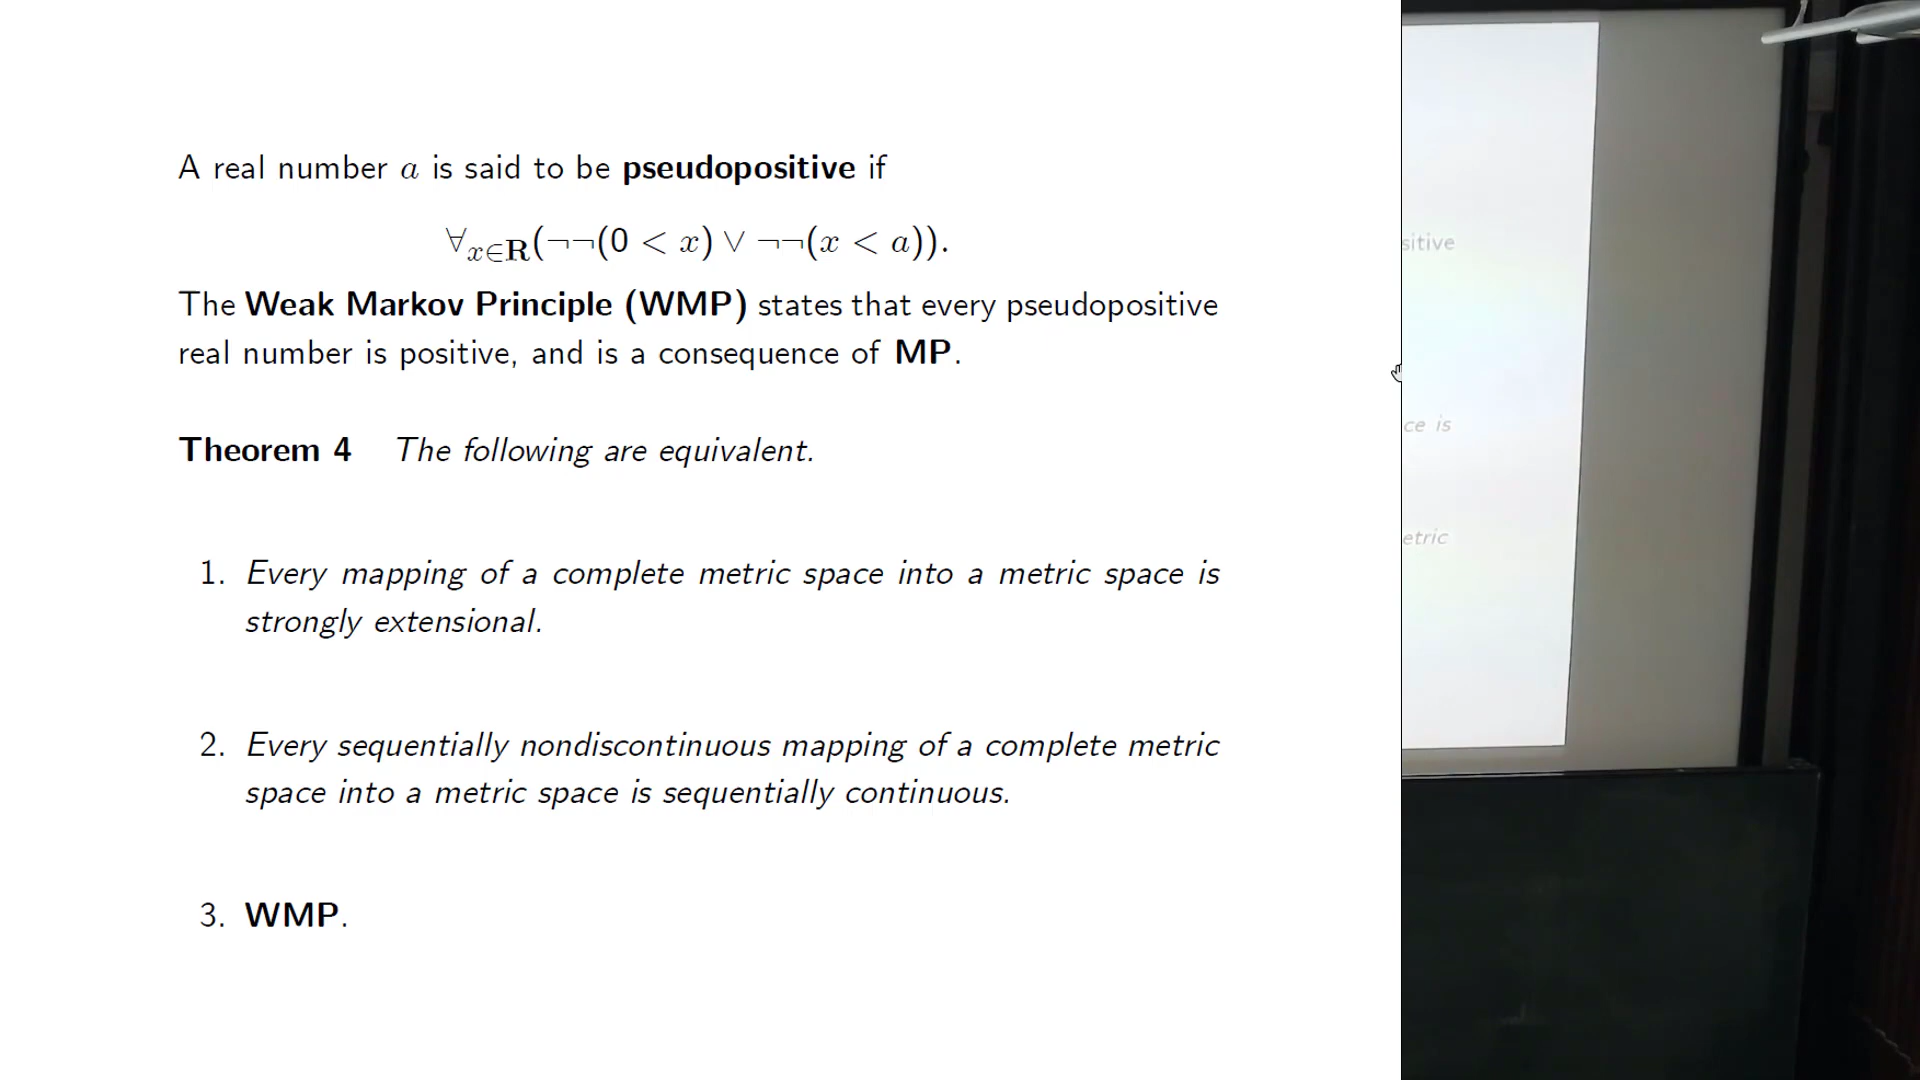 A real number a is said to be pseudopositive if
∀x∈R(¬¬(0 < x) ∨ ¬¬(x < a)).
The Weak Markov Principle (WMP) states that every pseudopositive
real number is positive, and is a consequence of MP.
Theorem 4 The following are equivalent.
1. Every mapping of a complete metric space into a metric space is
strongly extensional.
2. Every sequentially nondiscontinuous mapping of a complete metric
space into a metric space is sequentially continuous.
3. WMP.
sitive
ce is
etric